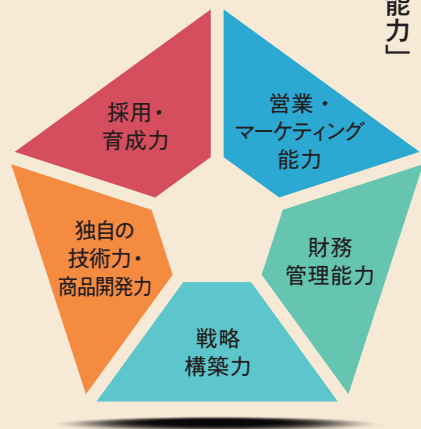 能力」
採用・
育成力
営業・
マーケティング
能力
独自の
技術力・
商品開発力
財務
管理能力
戦略
構築力